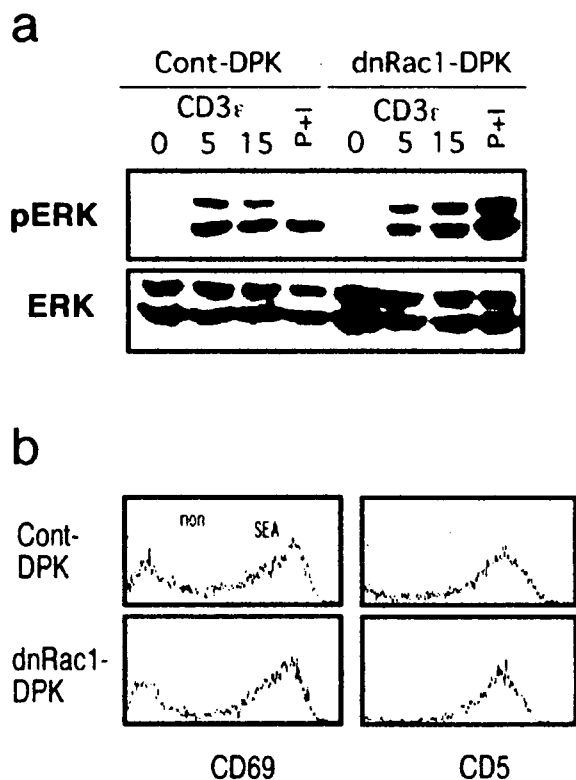 a
Cont-DPK dnRac1-DPK
CD3ε CD3ε
0 5 15 P+I 0 5 15 P+I
pERK
ERK
b
Cont-DPK
non SEA
dnRac1-DPK
CD69 CD5